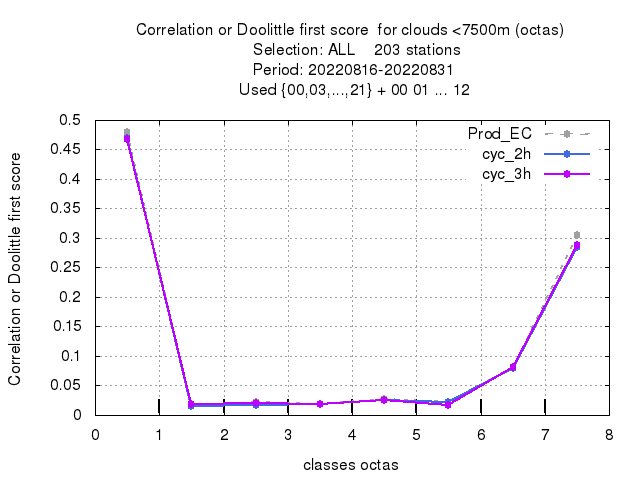 Correlation or Doolittle first score  for clouds <7500m (octas)
Selection: ALL    203 stations
Period: 20220816-20220831
Used {00,03,...,21} + 00 01 ... 12
Prod_EC
cyc_2h
cyc_3h
0.5
0.45
0.4
0.35
0.3
0.25
0.2
0.15
0.1
0.05
0
Correlation or Doolittle first score
0 1 2 3 4 5 6 7 8
classes octas